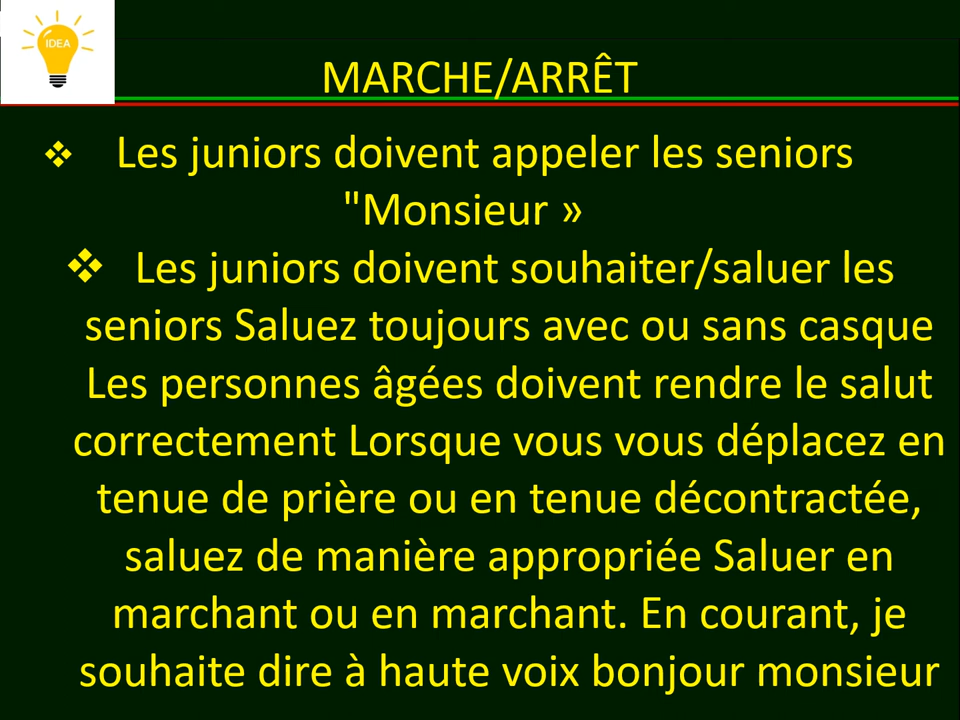 IDEA
MARCHE/ARRÊT
❖ Les juniors doivent appeler les seniors
"Monsieur »
❖ Les juniors doivent souhaiter/saluer les
seniors Saluez toujours avec ou sans casque
Les personnes âgées doivent rendre le salut
correctement Lorsque vous vous déplacez en
tenue de prière ou en tenue décontractée,
saluez de manière appropriée Saluer en
marchant ou en marchant. En courant, je
souhaite dire à haute voix bonjour monsieur